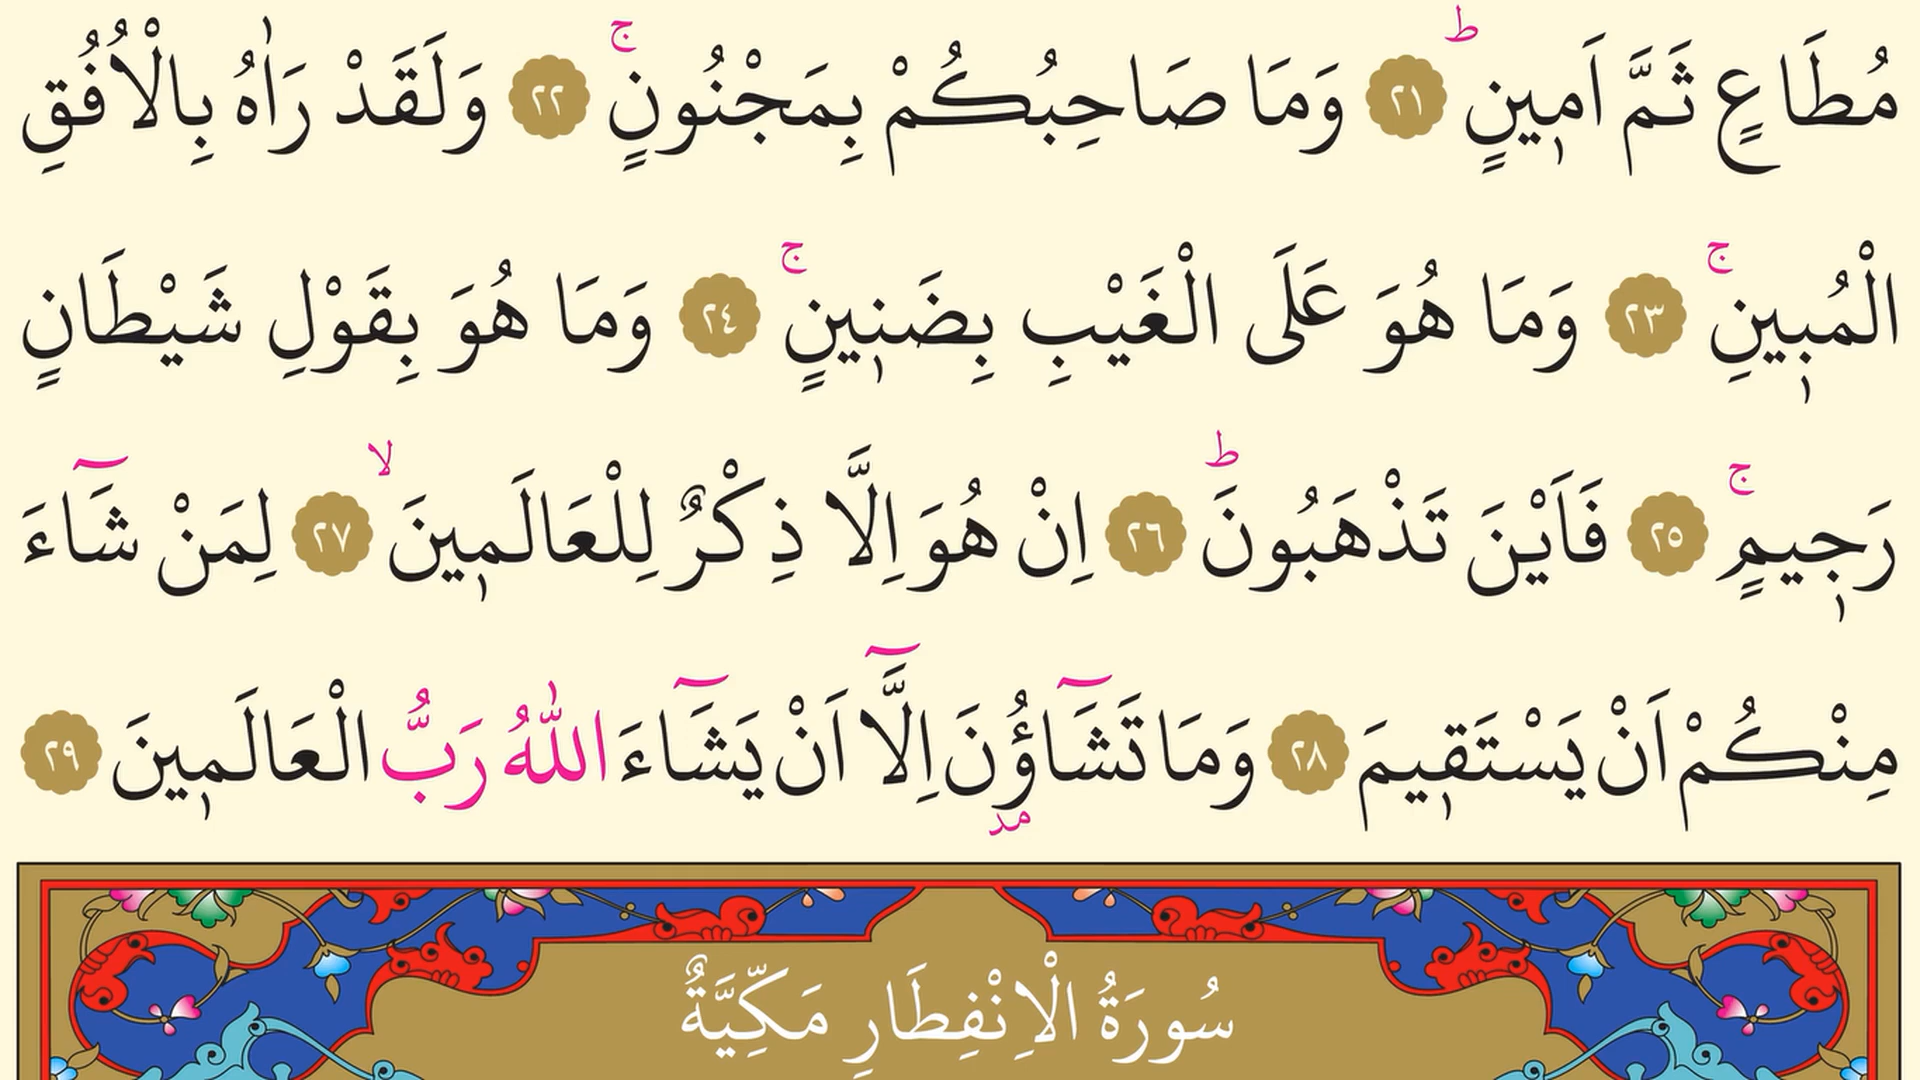 مُطَاعٍ ثَمَّ اَمٖينٍۜ ﴿٢١﴾ وَمَا صَاحِبُكُمْ بِمَجْنُونٍۚ ﴿٢٢﴾ وَلَقَدْ رَاٰهُ بِالْاُفُقِ
الْمُبٖينِۚ ﴿٢٣﴾ وَمَا هُوَ عَلَى الْغَيْبِ بِضَنٖينٍۚ ﴿٢٤﴾ وَمَا هُوَ بِقَوْلِ شَيْطَانٍ
رَجٖيمٍۚ ﴿٢٥﴾ فَاَيْنَ تَذْهَبُونَۜ ﴿٢٦﴾ اِنْ هُوَ اِلَّا ذِكْرٌ لِلْعَالَمٖينَۙ ﴿٢٧﴾ لِمَنْ شَٓاءَ
مِنْكُمْ اَنْ يَسْتَقٖيمَ ﴿٢٨﴾ وَمَا تَشَٓاؤُ۫نَ اِلَّٓا اَنْ يَشَٓاءَ اللّٰهُ رَبُّ الْعَالَمٖينَ ﴿٢٩﴾
سُورَةُ الْاِنْفِطَارِ مَكِّيَّةٌ